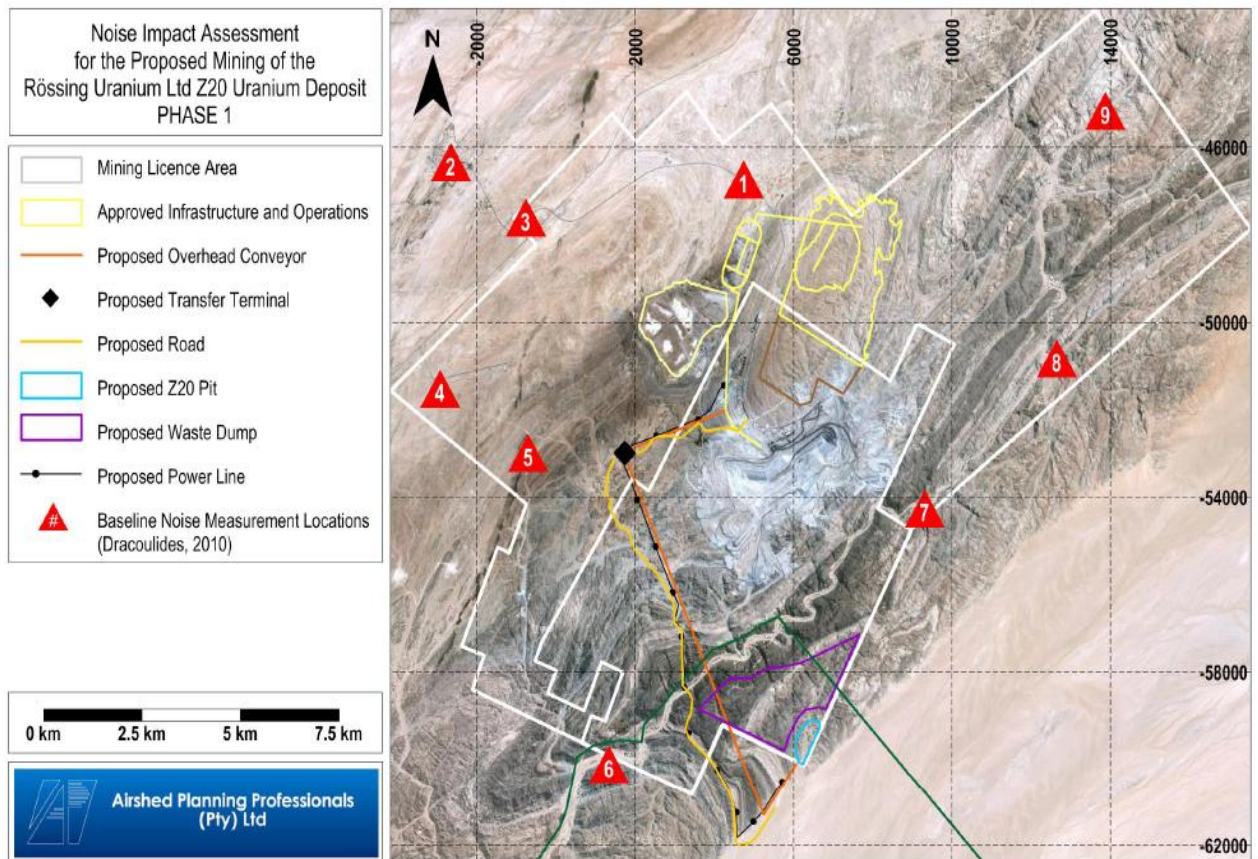 Noise Impact Assessment
for the Proposed Mining of the
Rössing Uranium Ltd Z20 Uranium Deposit
PHASE 1
Mining Licence Area
Approved Infrastructure and Operations
Proposed Overhead Conveyor
Proposed Transfer Terminal
Proposed Road
Proposed Z20 Pit
Proposed Waste Dump
Proposed Power Line
# Baseline Noise Measurement Locations
(Dracoulides, 2010)
0 km 2.5 km 5 km 7.5 km
Airshed Planning Professionals
(Pty) Ltd
N
-2000
2000
6000
10000
14000
-46000
-50000
-54000
-58000
-62000
9
2
1
3
8
4
5
7
6